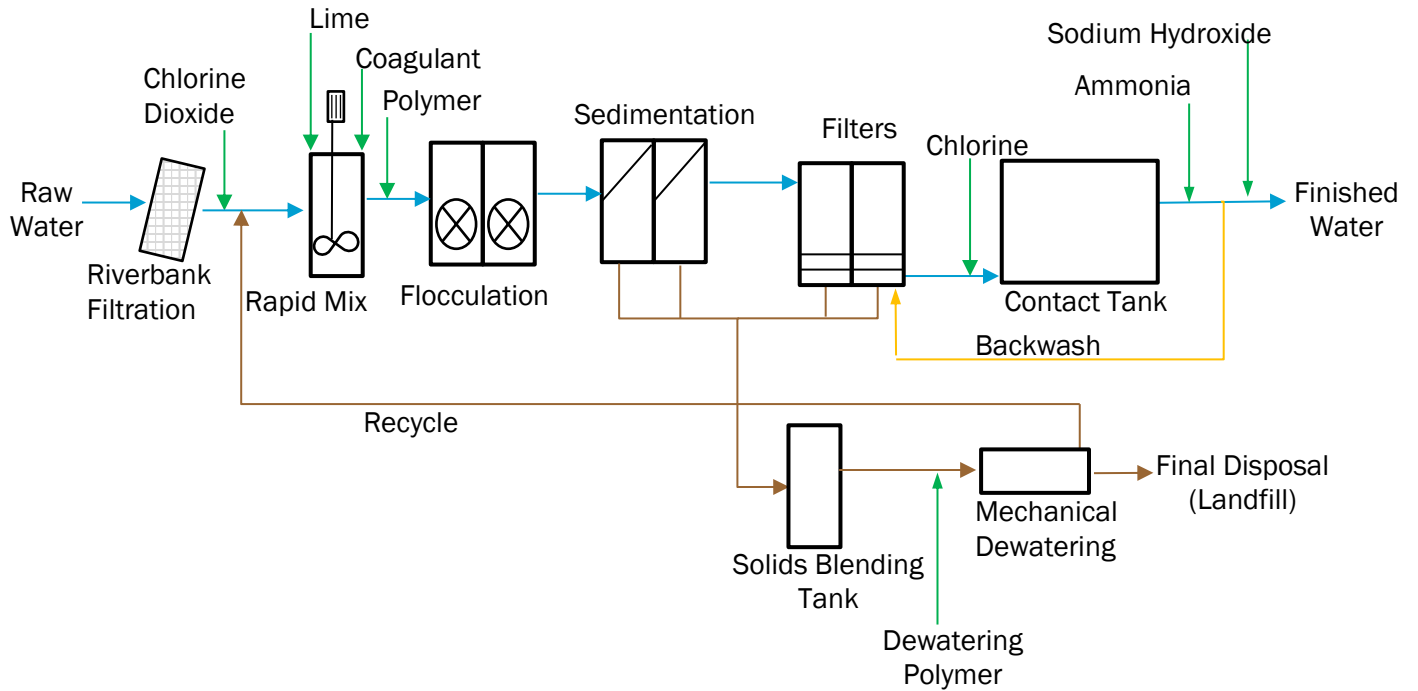 Lime
Sodium Hydroxide
Coagulant
Chlorine
Dioxide
Polymer
Ammonia
Sedimentation
Filters
Chlorine
Raw
Water
Finished
Water
Riverbank
Filtration
Rapid Mix
Flocculation
Contact Tank
Backwash
Recycle
Final Disposal
(Landfill)
Mechanical
Dewatering
Solids Blending
Tank
Dewatering
Polymer